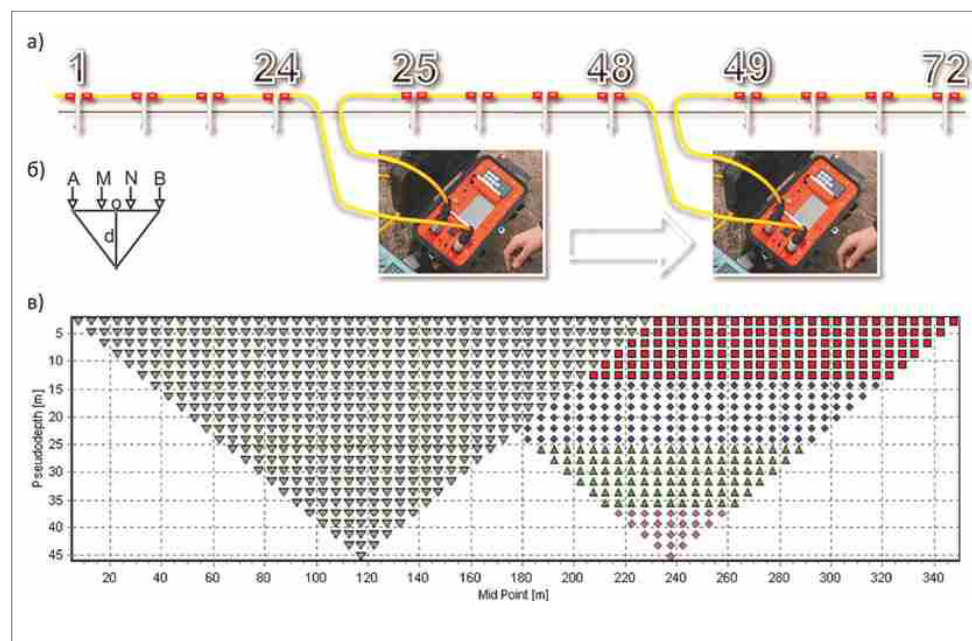 а)
1 24 25 48 49 72
б)
A M N B
o
d
в)
5
10
15
20
25
30
35
40
45
Pseudodepth [m]
20 40 60 80 100 120 140 160 180 200 220 240 260 280 300 320 340
Mid Point [m]